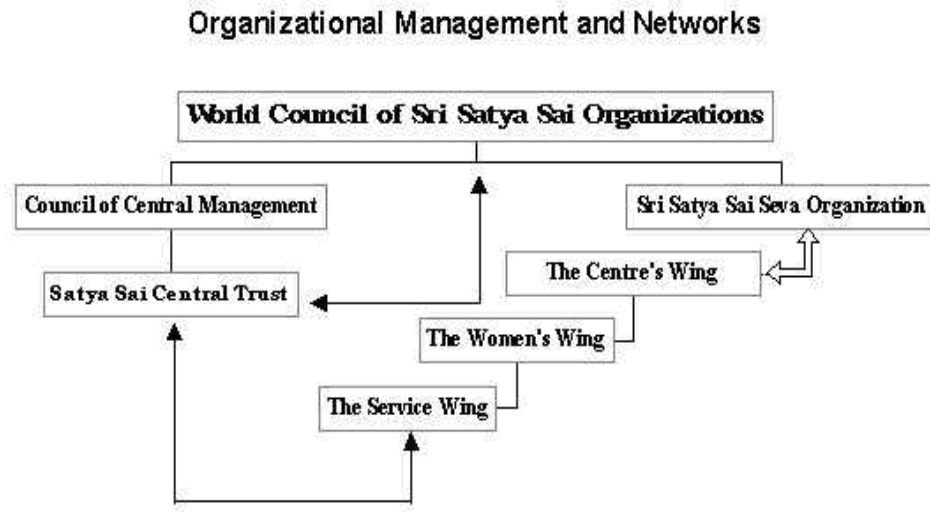 Organizational Management and Networks
World Council of Sri Satya Sai Organizations
Council of Central Management
Sri Satya Sai Seva Organization
The Centre's Wing
Satya Sai Central Trust
The Women's Wing
The Service Wing